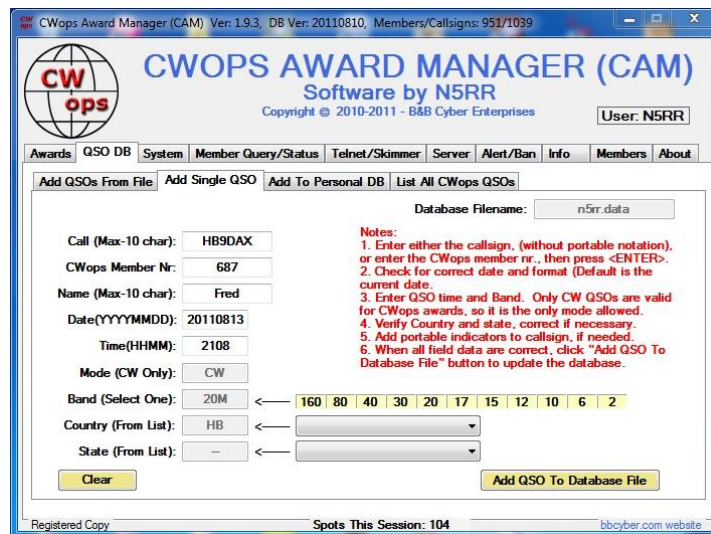 CWops Award Manager (CAM) Ver: 1.9.3, DB Ver: 20110810, Members/Callsigns: 951/1039
CW
ops
CWOPS AWARD MANAGER (CAM)
Software by N5RR
Copyright @ 2010-2011 - B&B Cyber Enterprises
User: N5RR
Awards QSO DB System Member Query/Status Telnet/Skimmer Server Alert/Ban Info Members About
Add QSOs From File Add Single QSO Add To Personal DB List All CWops QSOs
Database Filename: n5rr.data
Call (Max-10 char): HB9DAX
CWops Member Nr: 687
Name (Max-10 char): Fred
Date(YYYYMMDD): 20110813
Time(HHMM): 2108
Mode (CW Only): CW
Band (Select One): 20M <—— 160 80 40 30 20 17 15 12 10 6 2
Country (From List): HB <——
State (From List): -- <——
Notes:
1. Enter either the callsign, (without portable notation),
or enter the CWops member nr., then press <ENTER>.
2. Check for correct date and format (Default is the
current date.
3. Enter QSO time and Band. Only CW QSOs are valid
for CWops awards, so it is the only mode allowed.
4. Verify Country and state, correct if necessary.
5. Add portable indicators to callsign, if needed.
6. When all field data are correct, click "Add QSO To
Database File" button to update the database.
Clear
Add QSO To Database File
Registered Copy
Spots This Session: 104
bbcyber.com website